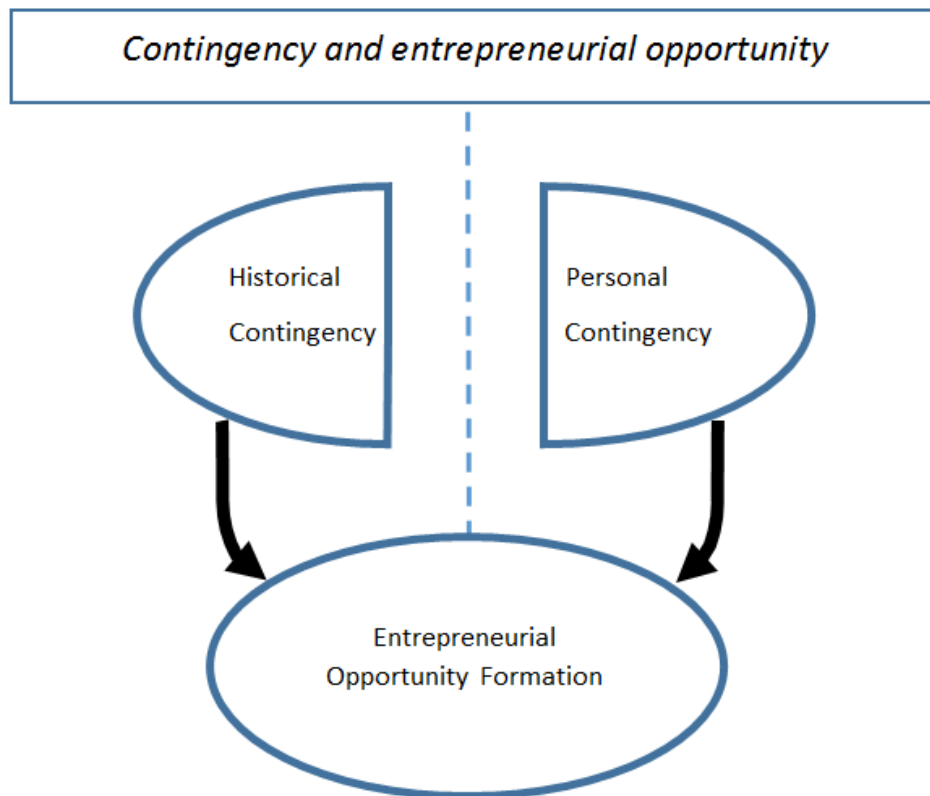 Contingency and entrepreneurial opportunity
Historical
Contingency
Personal
Contingency
Entrepreneurial
Opportunity Formation